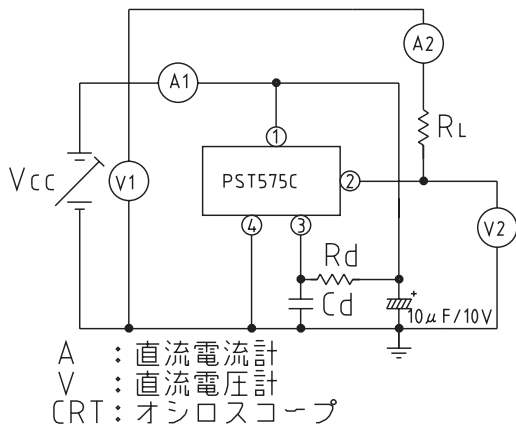 A2
A1
RL
①
Vcc
V1
PST575C
②
V2
④
③
Rd
Cd
+
10μF/10V
A : 直流電流計
V : 直流電圧計
CRT : オシロスコープ